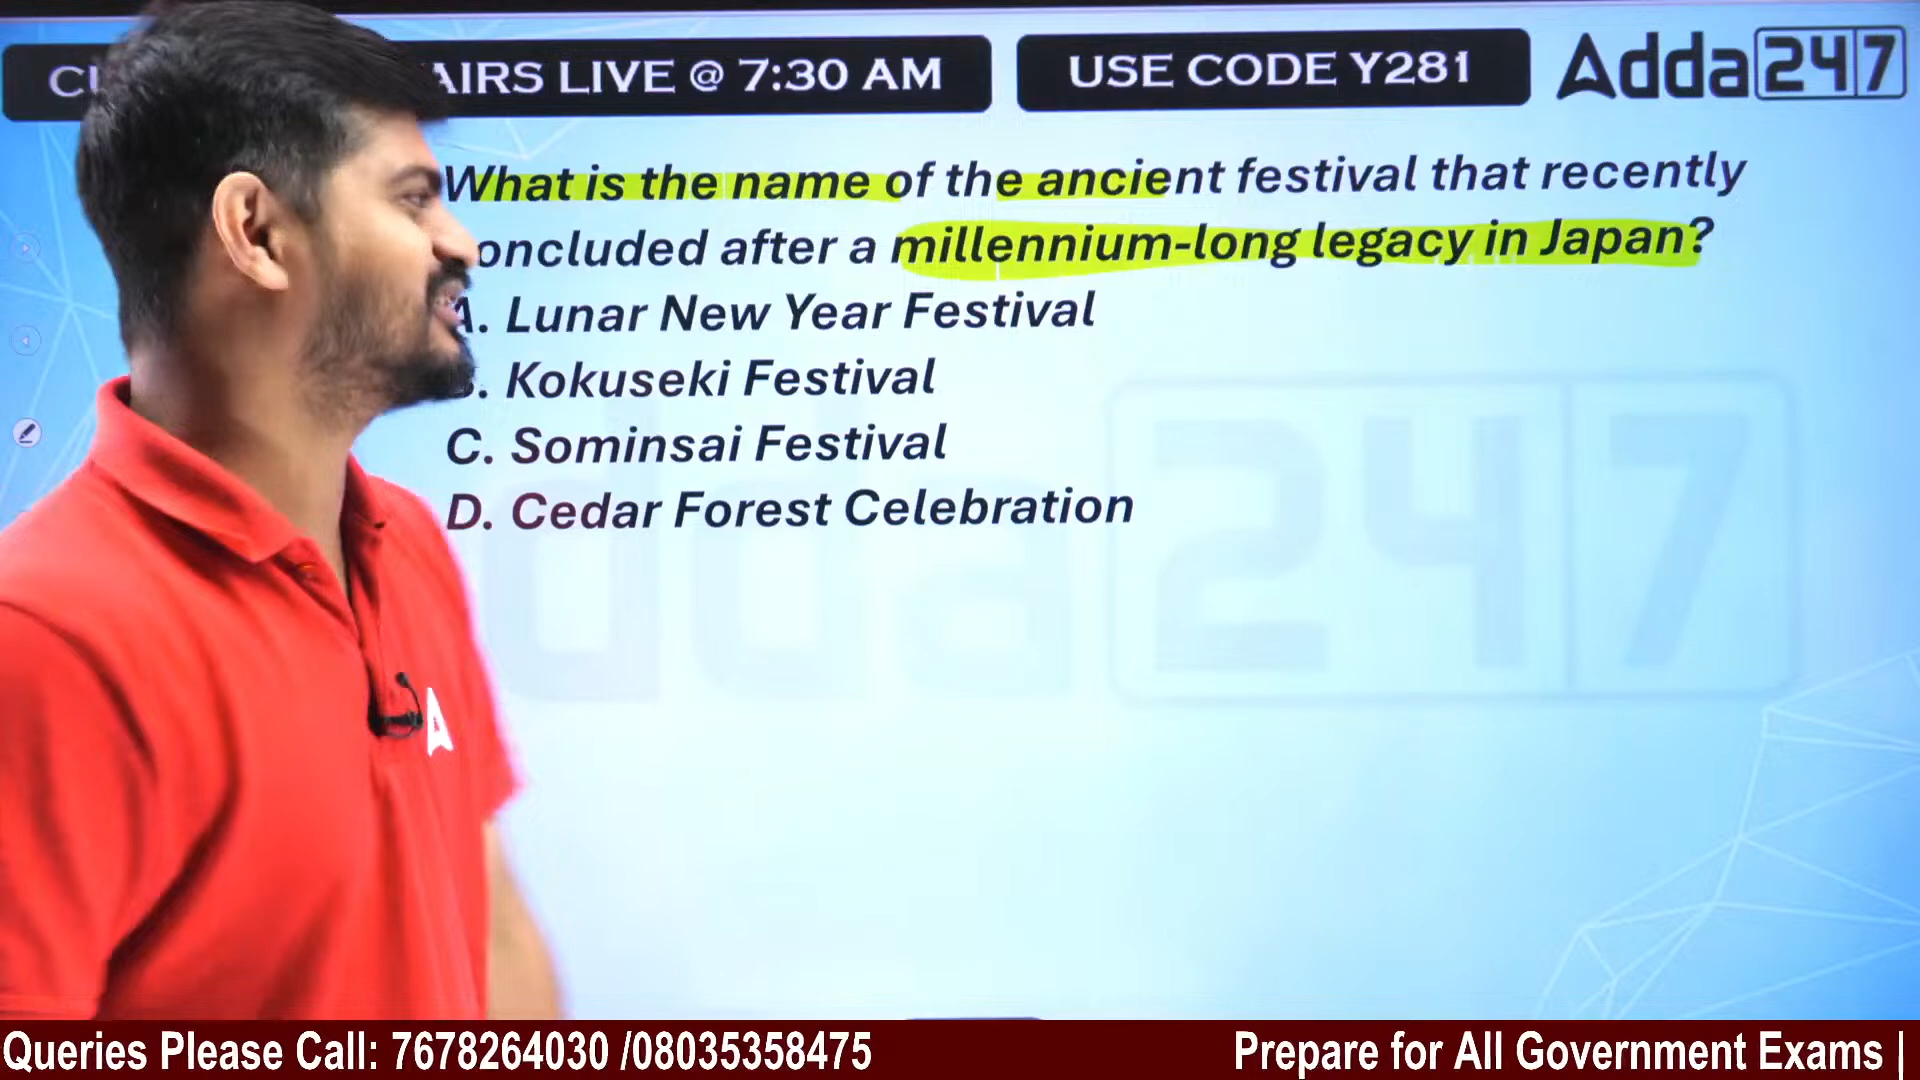 AIRS LIVE @ 7:30 AM
USE CODE Y281
Adda247
What is the name of the ancient festival that recently
oncluded after a millennium-long legacy in Japan?
A. Lunar New Year Festival
. Kokuseki Festival
C. Sominsai Festival
D. Cedar Forest Celebration
dda 247
A
Queries Please Call: 7678264030 /08035358475
Prepare for All Government Exams |